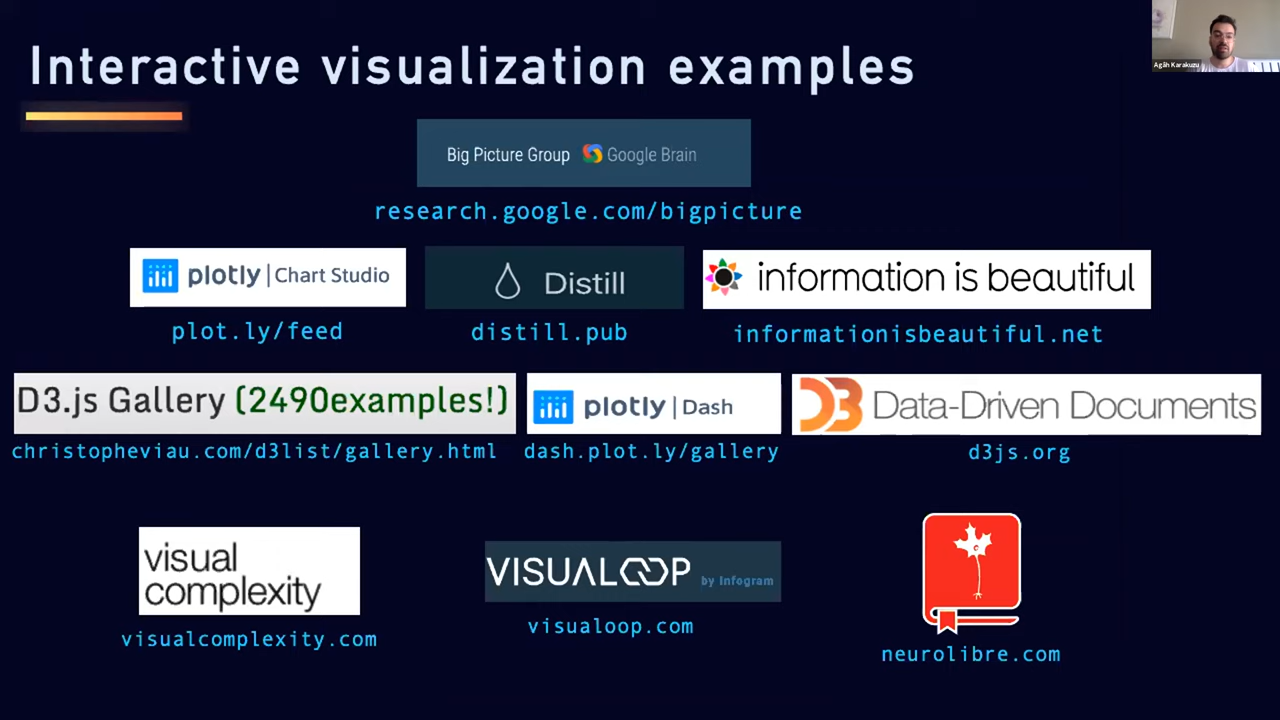 Interactive visualization examples
Agâh Karakuzu
Big Picture Group Google Brain
research.google.com/bigpicture
plotly | Chart Studio
plot.ly/feed
Distill
distill.pub
information is beautiful
informationisbeautiful.net
D3.js Gallery (2490examples!)
christopheviau.com/d3list/gallery.html
plotly | Dash
dash.plot.ly/gallery
D3 Data-Driven Documents
d3js.org
visual
complexity
visualcomplexity.com
VISUALOOP by Infogram
visualoop.com
neurolibre.com